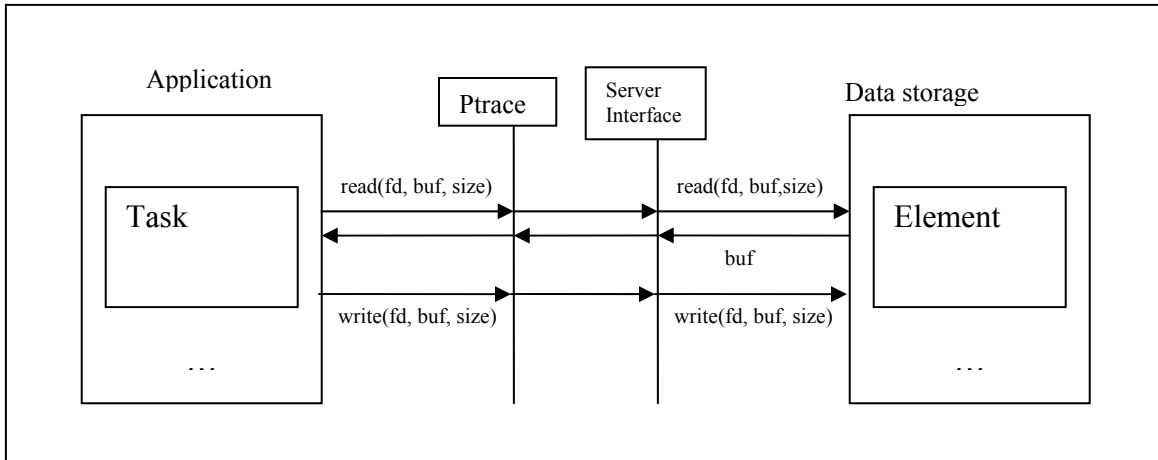 Application
Ptrace
Server
Interface
Data storage
read(fd, buf, size)
read(fd, buf,size)
Task
Element
buf
write(fd, buf, size)
write(fd, buf, size)
...
...